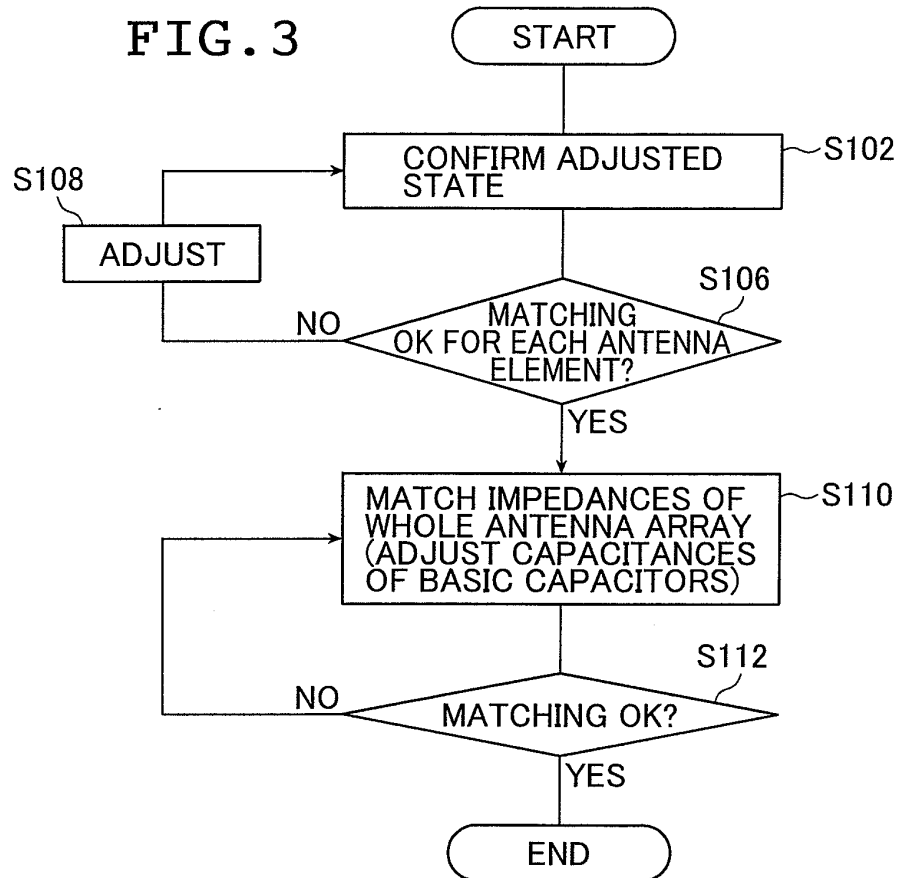 FIG.3
START
CONFIRM ADJUSTED
STATE
S102
S108
ADJUST
S106
MATCHING
OK FOR EACH ANTENNA
ELEMENT?
NO
YES
MATCH IMPEDANCES OF
WHOLE ANTENNA ARRAY
(ADJUST CAPACITANCES
OF BASIC CAPACITORS)
S110
S112
MATCHING OK?
NO
YES
END